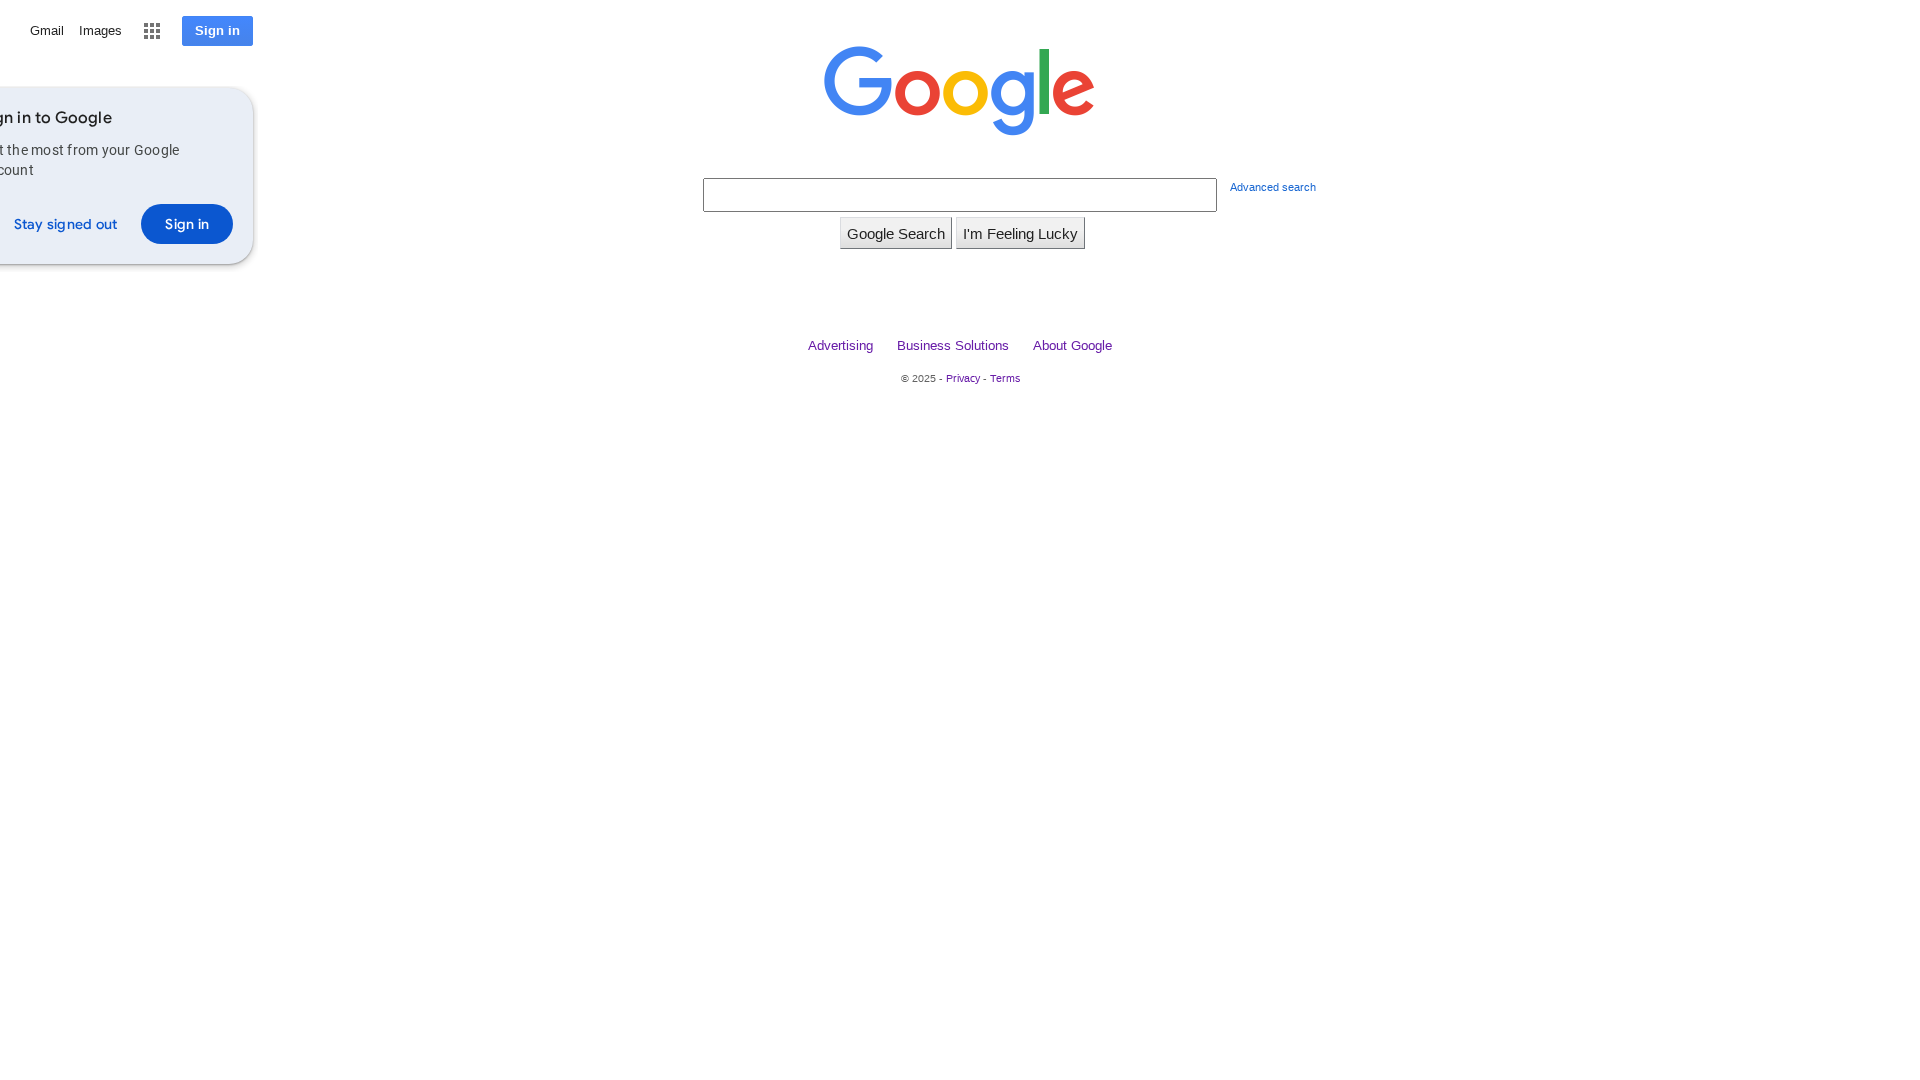 Gmail Images Sign in
Google
gn in to Google
t the most from your Google
count
Stay signed out Sign in
Advanced search
Google Search I'm Feeling Lucky
Advertising Business Solutions About Google
© 2025 - Privacy - Terms